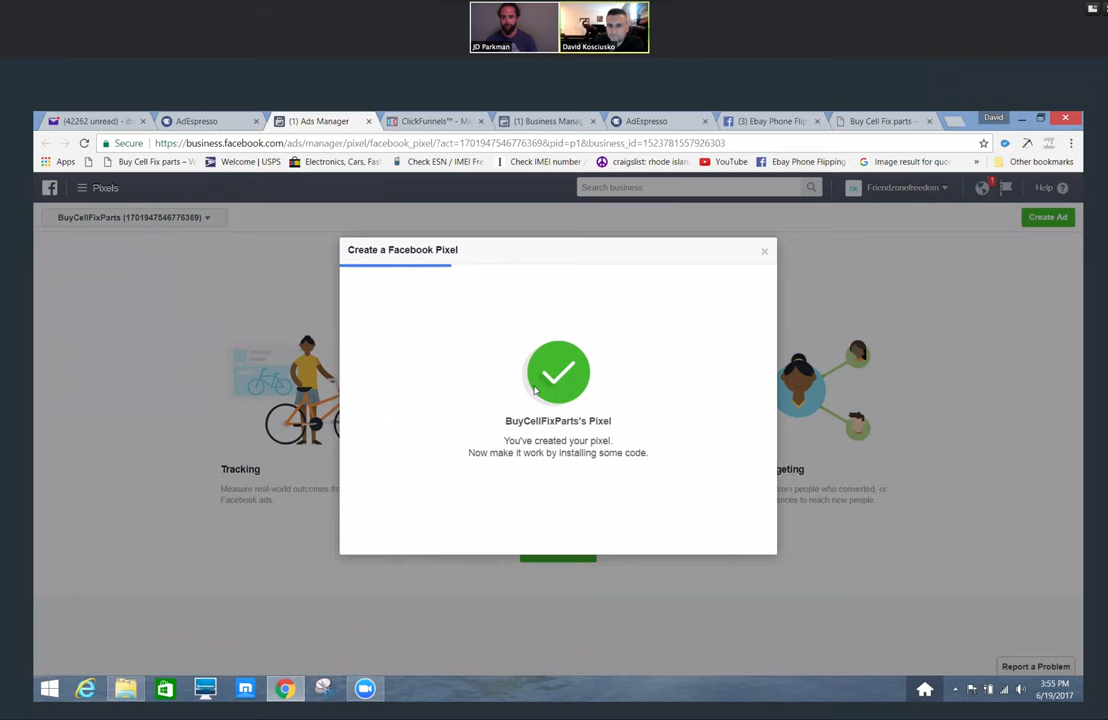 JD Parkman
David Kosciusko
(42262 unread) - ib
AdEspresso
(1) Ads Manager
ClickFunnels™ - M
(1) Business Mana
AdEspresso
(3) Ebay Phone Flip
Buy Cell Fix parts -
David
Secure
https://business.facebook.com/ads/manager/pixel/facebook_pixel/?act=1701947546776369&pid=p1&business_id=1523781557926303
Apps
Buy Cell Fix parts –
Welcome | USPS
Electronics, Cars, Fas
Check ESN / IMEI Fre
Check IMEI number
craigslist: rhode islan
YouTube
Ebay Phone Flipping
Image result for quo
»
Other bookmarks
Pixels
Search business
DK
Friendzonefreedom
1
Help
BuyCellFixParts (1701947546776369)
Create Ad
Create a Facebook Pixel
BuyCellFixParts's Pixel
You've created your pixel.
Now make it work by installing some code.
Tracking
Measure real-world outcomes fr
Facebook ads.
geting
from people who converted, or
ences to reach new people.
Report a Problem
3:55 PM
6/19/2017